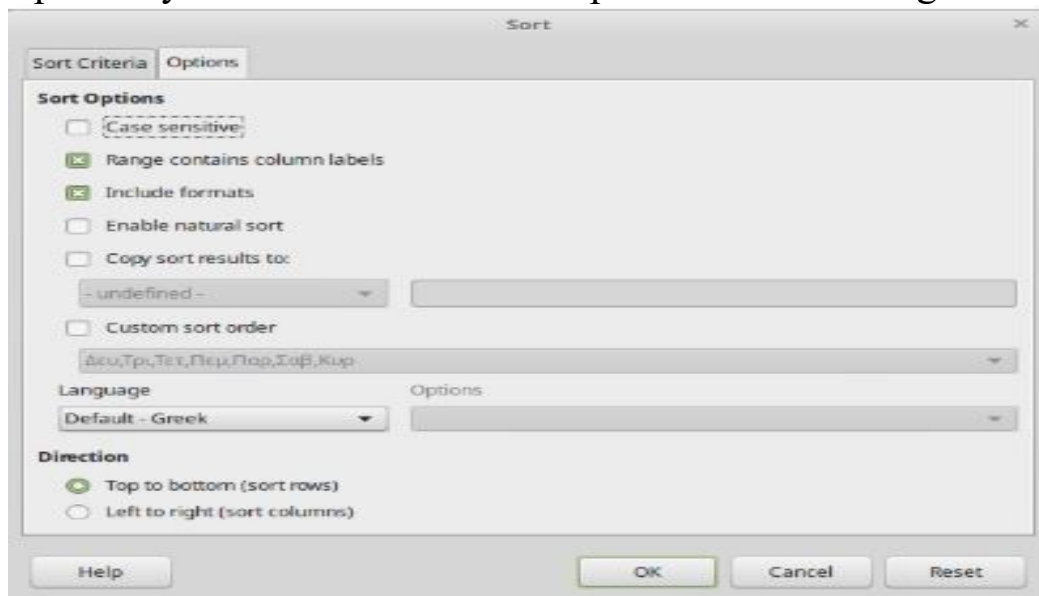 Sort
Sort Criteria Options
Sort Options
Case sensitive
Range contains column labels
Include formats
Enable natural sort
Copy sort results to:
- undefined -
Custom sort order
Δευ,Τρι,Τετ,Πεμ,Παρ,Σαβ,Κυρ
Language Options
Default - Greek
Direction
Top to bottom (sort rows)
Left to right (sort columns)
Help OK Cancel Reset